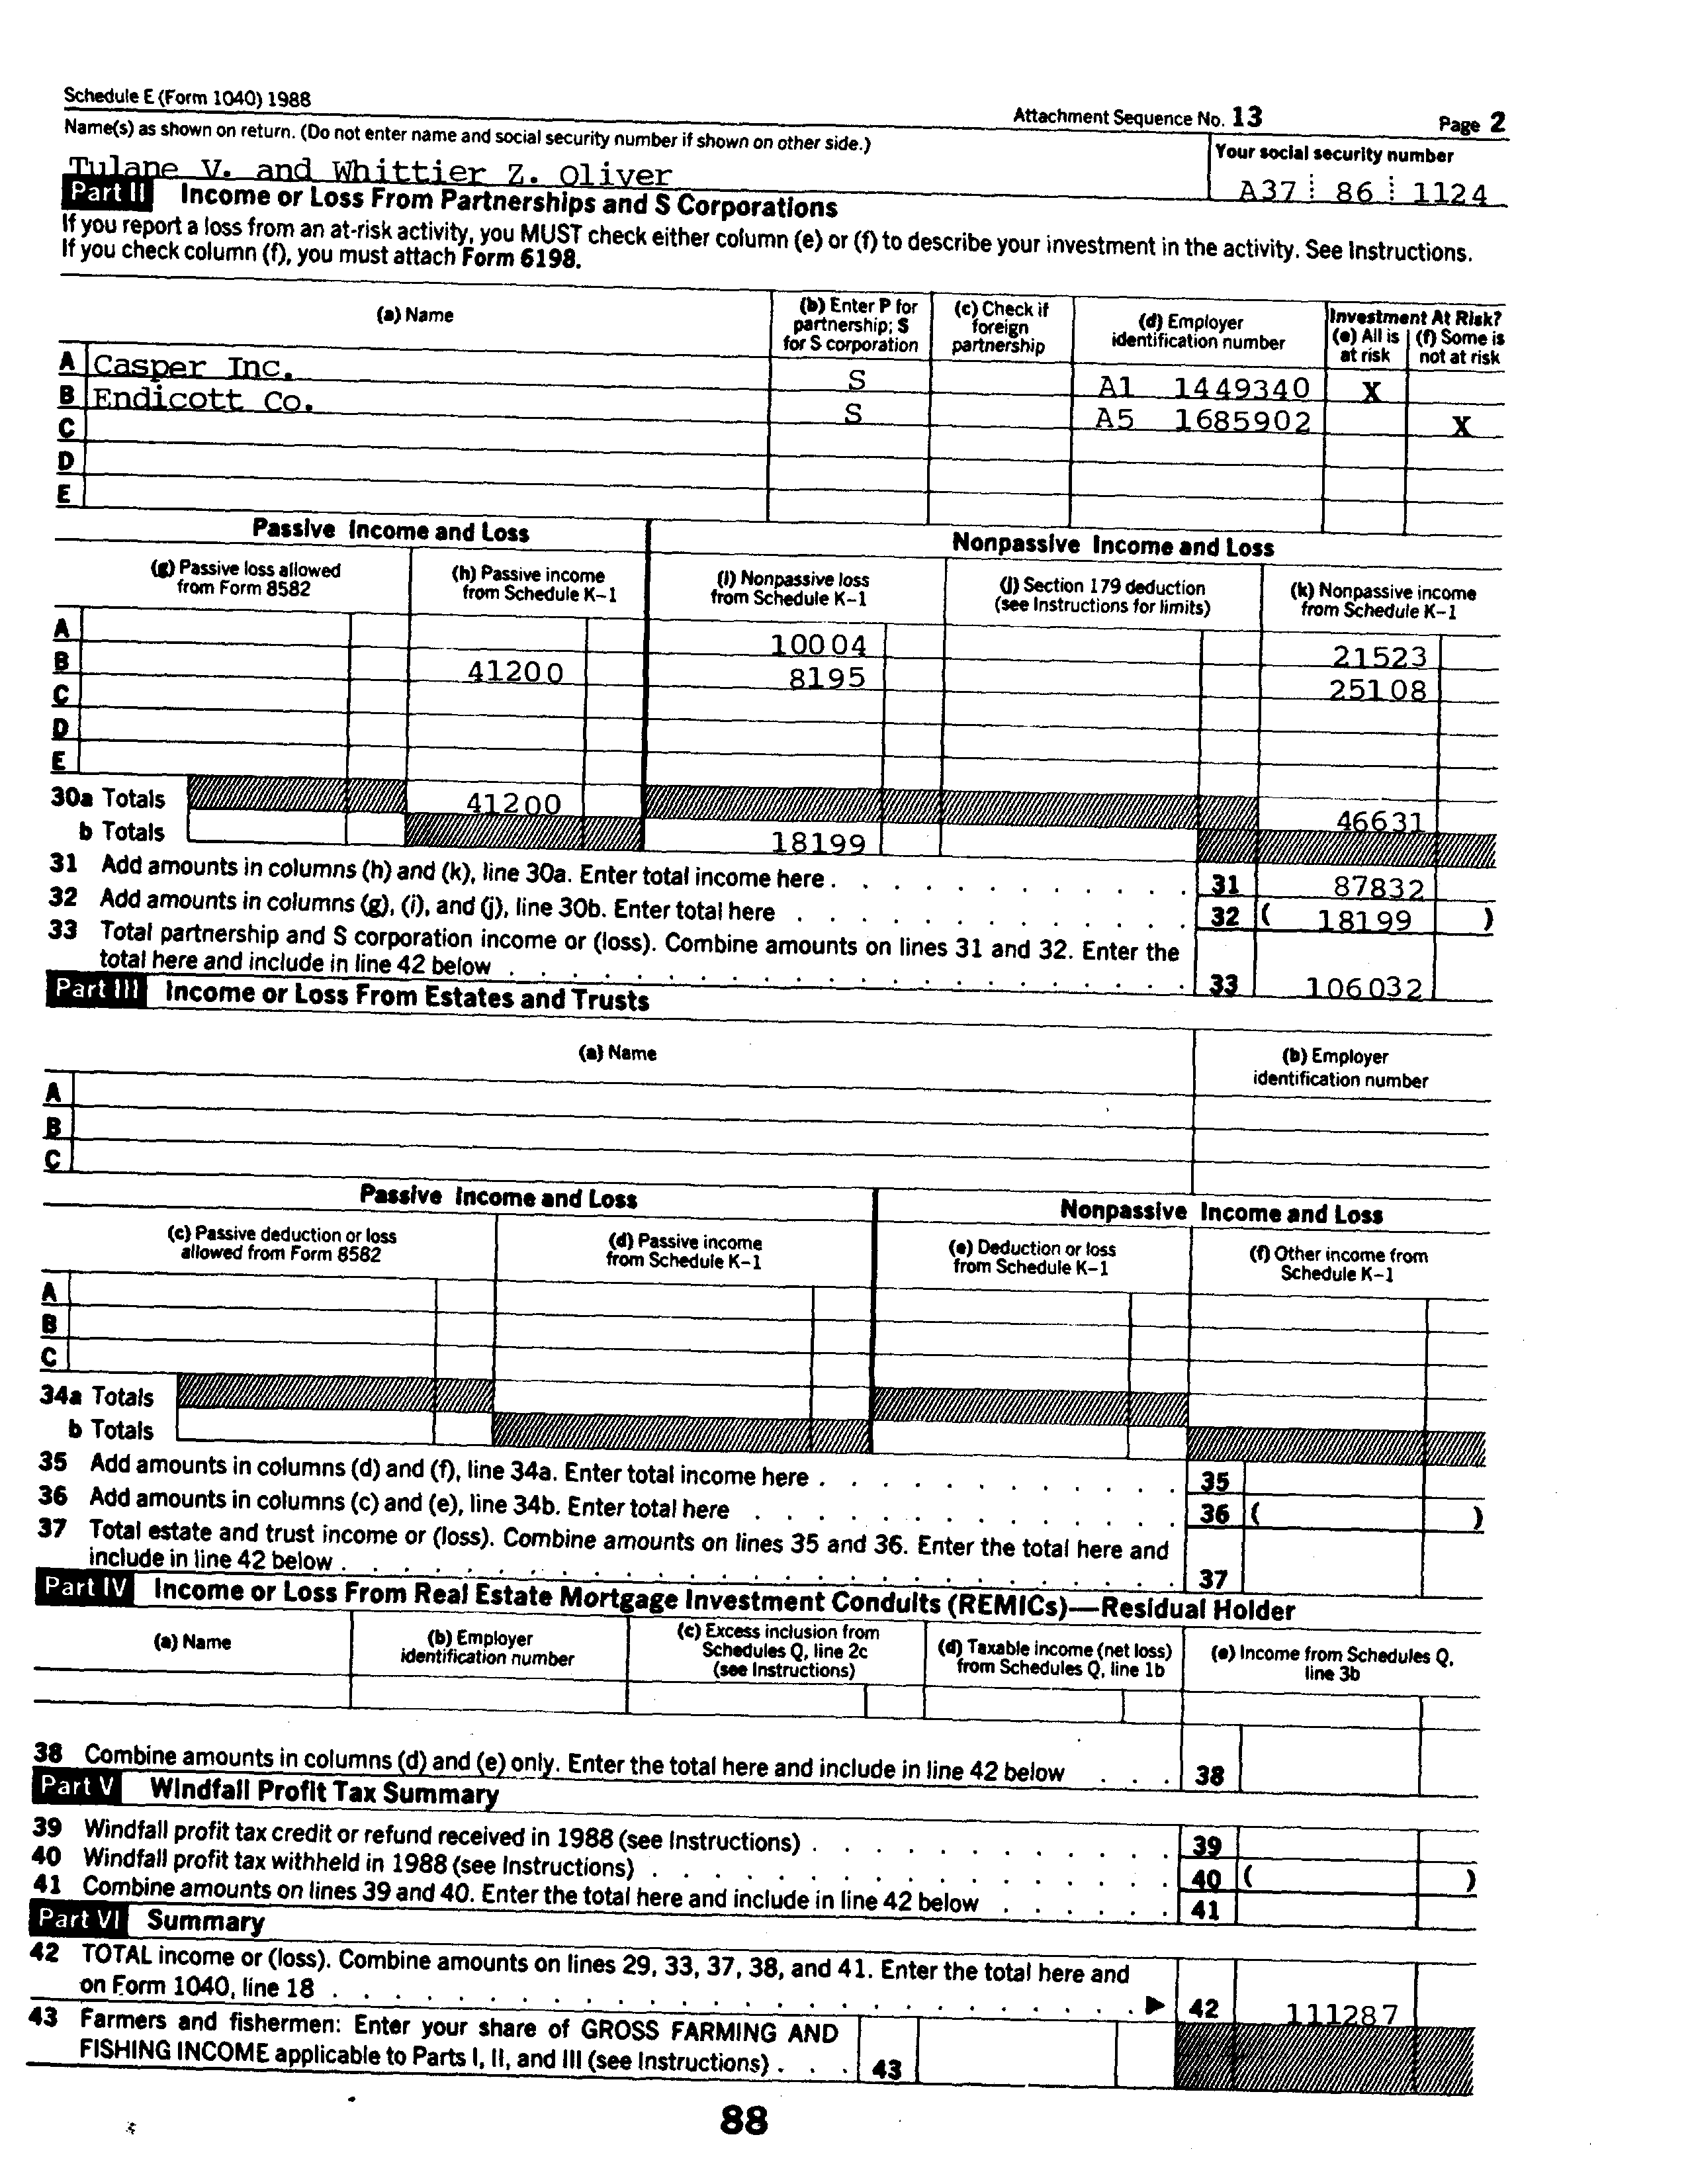 Schedule E (Form 1040) 1988
Attachment Sequence No. 13
Page 2
Name(s) as shown on return. (Do not enter name and social security number if shown on other side.)
Your social security number
Tulane V. and Whittier Z. Oliver
A37 86 1124
Part II Income or Loss From Partnerships and S Corporations
If you report a loss from an at-risk activity, you MUST check either column (e) or (f) to describe your investment in the activity. See Instructions.
If you check column (f), you must attach Form 6198.
(a) Name
(b) Enter P for partnership; S for S corporation
(c) Check if foreign partnership
(d) Employer identification number
Investment At Risk?
(e) All is at risk
(f) Some is not at risk
A Casper Inc. S A1 1449340 X
B Endicott Co. S A5 1685902 X
C
D
E
Passive Income and Loss
Nonpassive Income and Loss
(g) Passive loss allowed from Form 8582
(h) Passive income from Schedule K-1
(i) Nonpassive loss from Schedule K-1
(j) Section 179 deduction (see Instructions for limits)
(k) Nonpassive income from Schedule K-1
A 10004 21523
B 41200 8195 25108
C
D
E
30a Totals 41200 46631
b Totals 18199
31 Add amounts in columns (h) and (k), line 30a. Enter total income here . . . . . . . . . . . . 31 87832
32 Add amounts in columns (g), (i), and (j), line 30b. Enter total here . . . . . . . . . . . . . 32 ( 18199 )
33 Total partnership and S corporation income or (loss). Combine amounts on lines 31 and 32. Enter the
total here and include in line 42 below . . . . . . . . . . . . . . . . . . . . . . 33 106032
Part III Income or Loss From Estates and Trusts
(a) Name
(b) Employer identification number
A
B
C
Passive Income and Loss
Nonpassive Income and Loss
(c) Passive deduction or loss allowed from Form 8582
(d) Passive income from Schedule K-1
(e) Deduction or loss from Schedule K-1
(f) Other income from Schedule K-1
A
B
C
34a Totals
b Totals
35 Add amounts in columns (d) and (f), line 34a. Enter total income here . . . . . . . . . . . . 35
36 Add amounts in columns (c) and (e), line 34b. Enter total here . . . . . . . . . . . . . . 36 ( )
37 Total estate and trust income or (loss). Combine amounts on lines 35 and 36. Enter the total here and
include in line 42 below . . . . . . . . . . . . . . . . . . . . . . . . . . . 37
Part IV Income or Loss From Real Estate Mortgage Investment Conduits (REMICs)—Residual Holder
(a) Name
(b) Employer identification number
(c) Excess inclusion from Schedules Q, line 2c (see Instructions)
(d) Taxable income (net loss) from Schedules Q, line 1b
(e) Income from Schedules Q, line 3b
38 Combine amounts in columns (d) and (e) only. Enter the total here and include in line 42 below . . . 38
Part V Windfall Profit Tax Summary
39 Windfall profit tax credit or refund received in 1988 (see Instructions) . . . . . . . . . . . . 39
40 Windfall profit tax withheld in 1988 (see Instructions) . . . . . . . . . . . . . . . . . 40 ( )
41 Combine amounts on lines 39 and 40. Enter the total here and include in line 42 below . . . . . . 41
Part VI Summary
42 TOTAL income or (loss). Combine amounts on lines 29, 33, 37, 38, and 41. Enter the total here and
on Form 1040, line 18 . . . . . . . . . . . . . . . . . . . . . . . . . . ▶ 42 111287
43 Farmers and fishermen: Enter your share of GROSS FARMING AND
FISHING INCOME applicable to Parts I, II, and III (see Instructions) . . . 43
88